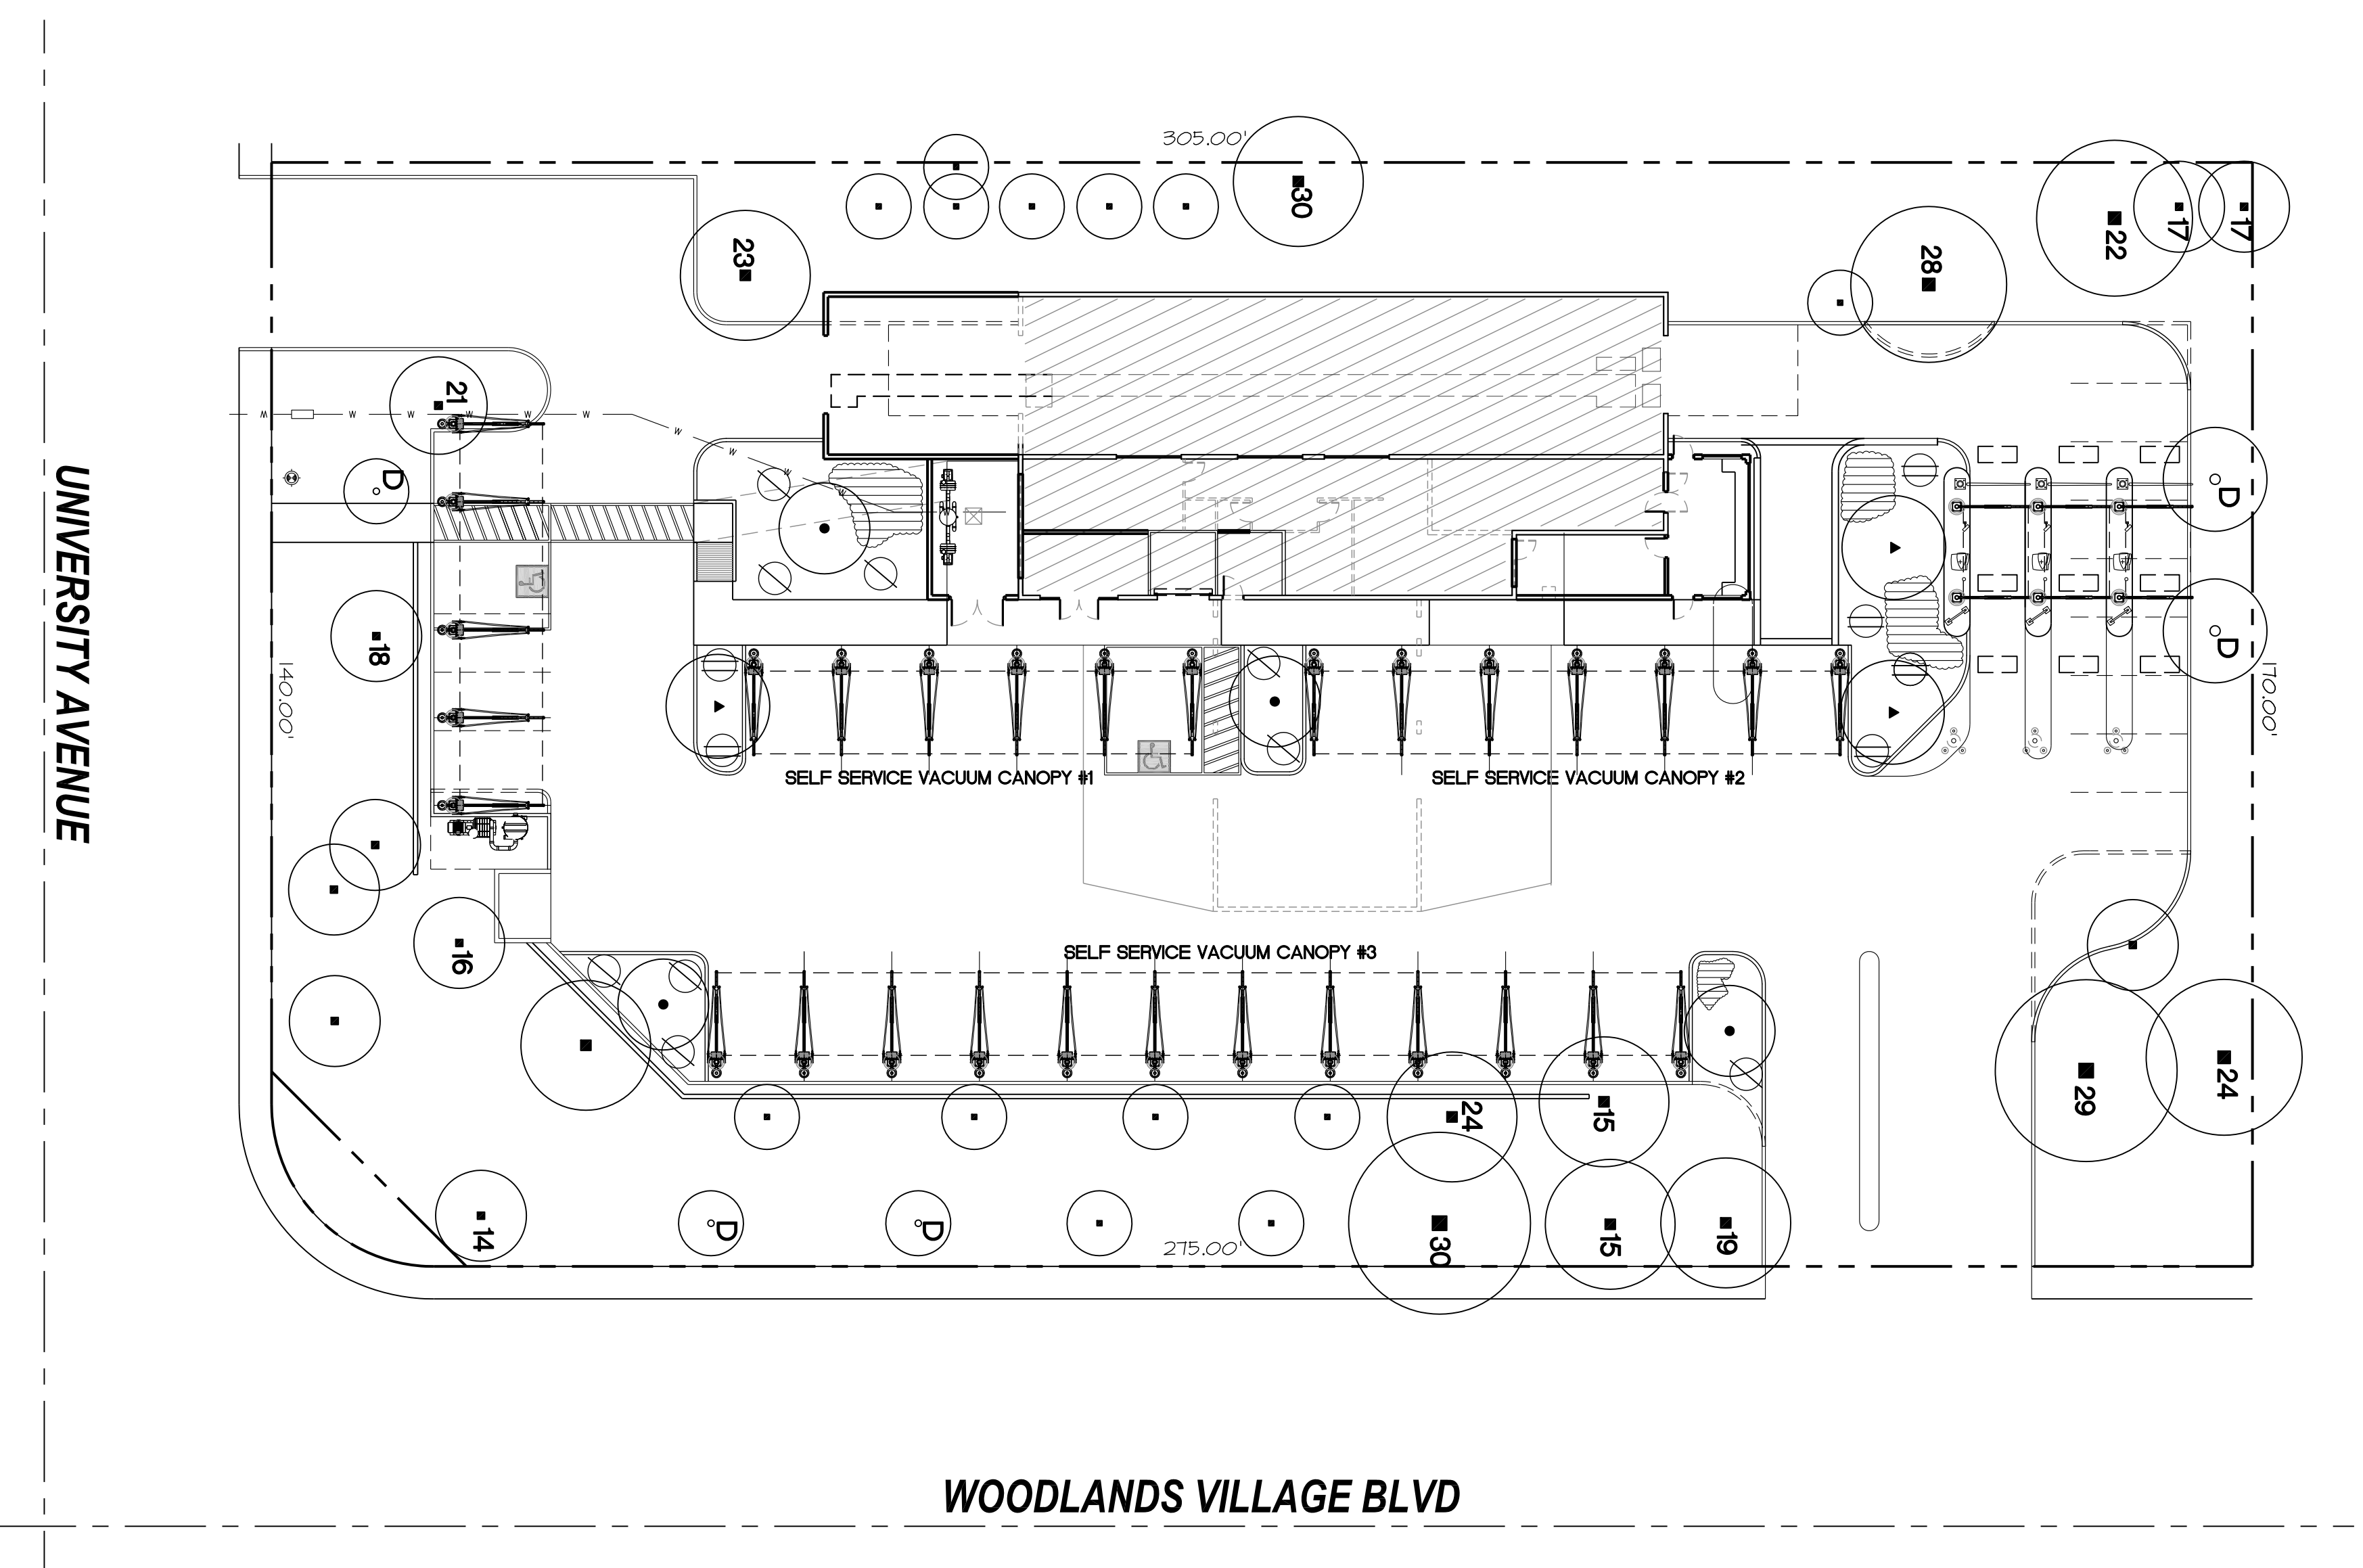 305.00'
30
17
17
22
23
28
21
W W W W W W
W
W
W
W
D
D
UNIVERSITY AVENUE
18
D
140.00'
170.00'
SELF SERVICE VACUUM CANOPY #1
SELF SERVICE VACUUM CANOPY #2
SELF SERVICE VACUUM CANOPY #3
16
24
15
29
24
14
D
D
275.00'
30
15
19
WOODLANDS VILLAGE BLVD